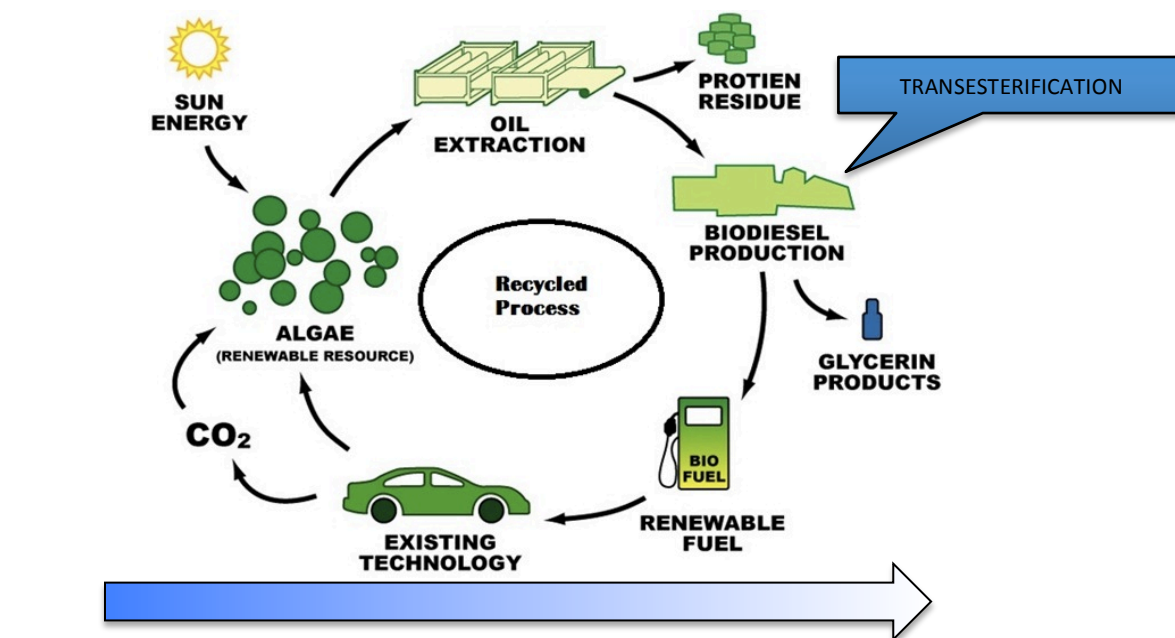 SUN
ENERGY
OIL
EXTRACTION
PROTIEN
RESIDUE
TRANSESTERIFICATION
BIODIESEL
PRODUCTION
Recycled
Process
ALGAE
(RENEWABLE RESOURCE)
GLYCERIN
PRODUCTS
CO₂
BIO
FUEL
RENEWABLE
FUEL
EXISTING
TECHNOLOGY